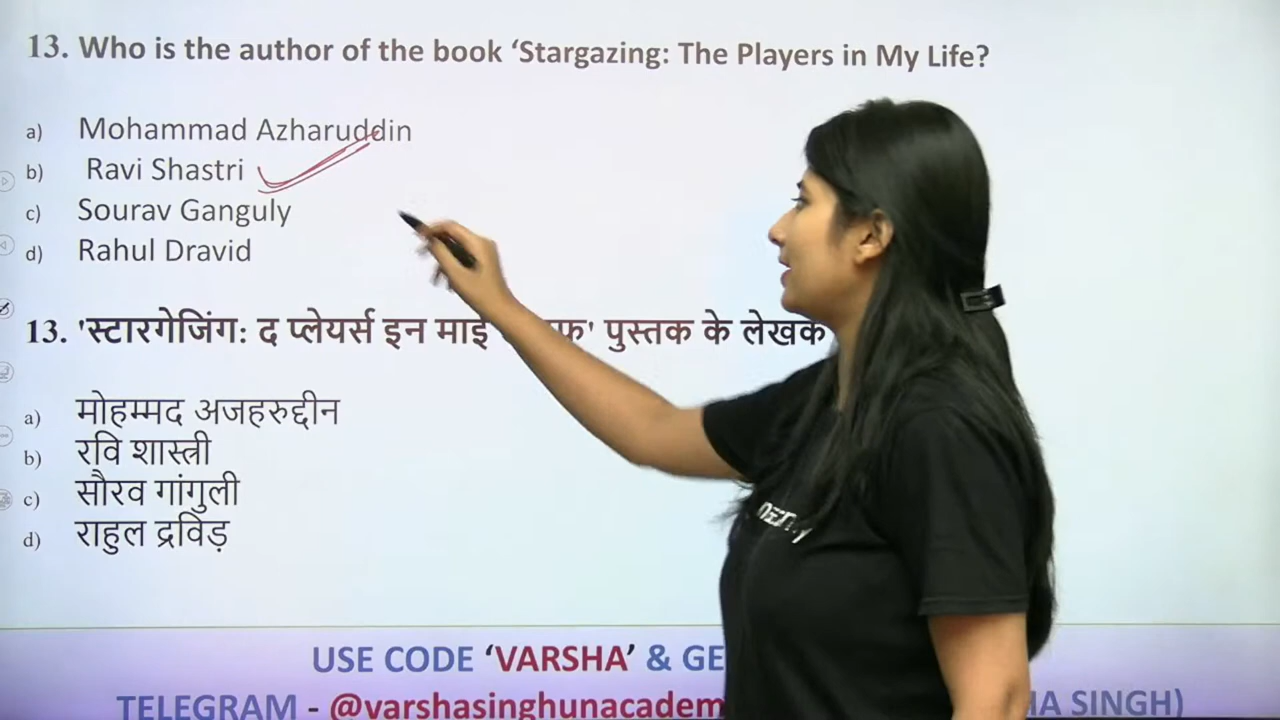 13. Who is the author of the book ‘Stargazing: The Players in My Life?
a) Mohammad Azharuddin
b) Ravi Shastri
c) Sourav Ganguly
d) Rahul Dravid
13. 'स्टारगेजिंग: द प्लेयर्स इन माई पुस्तक के लेखक
a) मोहम्मद अजहरुद्दीन
b) रवि शास्त्री
c) सौरव गांगुली
d) राहुल द्रविड़
USE CODE ‘VARSHA’ & GE
TELEGRAM - @varshasinghunacadem HA SINGH)